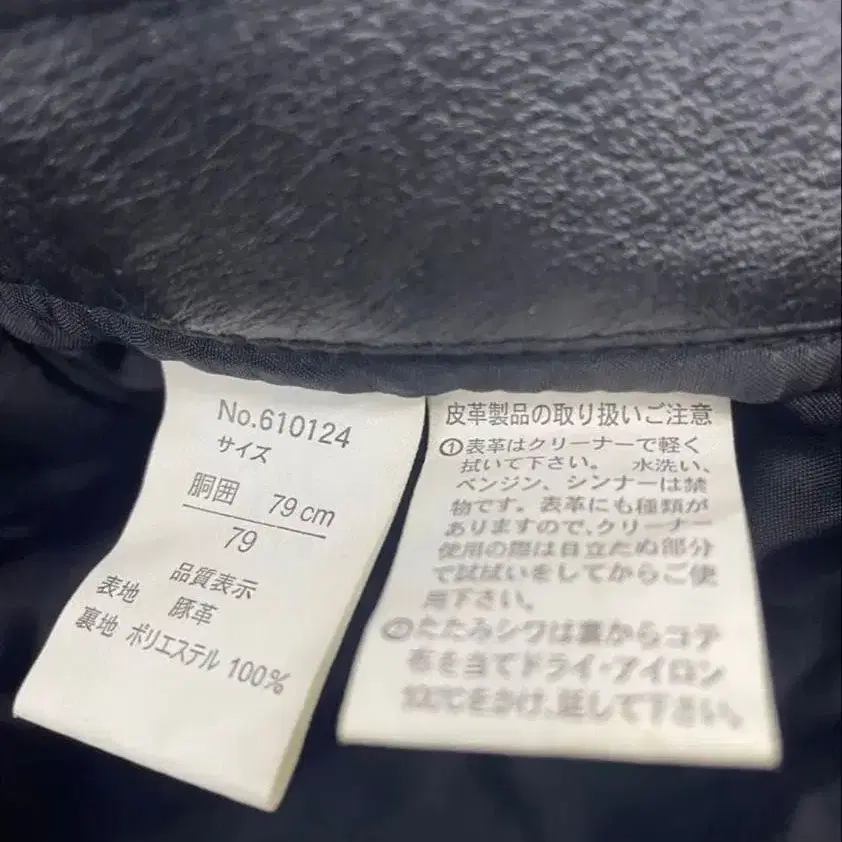 No.610124
サイズ
胴囲 79cm
79
品質表示
表地 豚革
裏地 ポリエステル 100%
皮革製品の取り扱いご注意
①表革はクリーナーで軽く
拭いて下さい。 水洗い、
ベンジン、シンナーは禁
物です。表革にも種類が
ありますので、クリーナー
使用の際は目立たぬ部分
で試拭いをしてからご使
用下さい。
②たたみシワは裏からコテ
布を当てドライ・アイロン
をかけ、延して下さい。